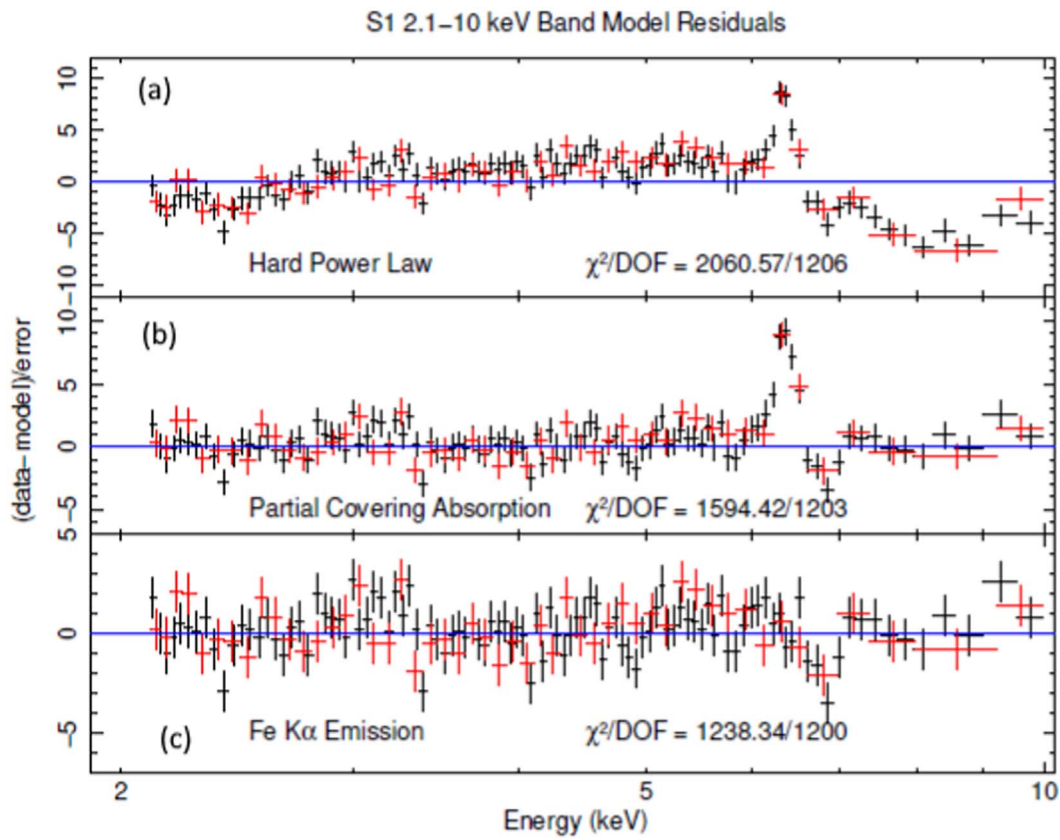 S1 2.1–10 keV Band Model Residuals
(a)
10
5
0
−5
−10
Hard Power Law χ²/DOF = 2060.57/1206
(b)
10
5
0
−5
Partial Covering Absorption χ²/DOF = 1594.42/1203
(data−model)/error
5
0
−5
(c)
Fe Kα Emission χ²/DOF = 1238.34/1200
2 5 10
Energy (keV)